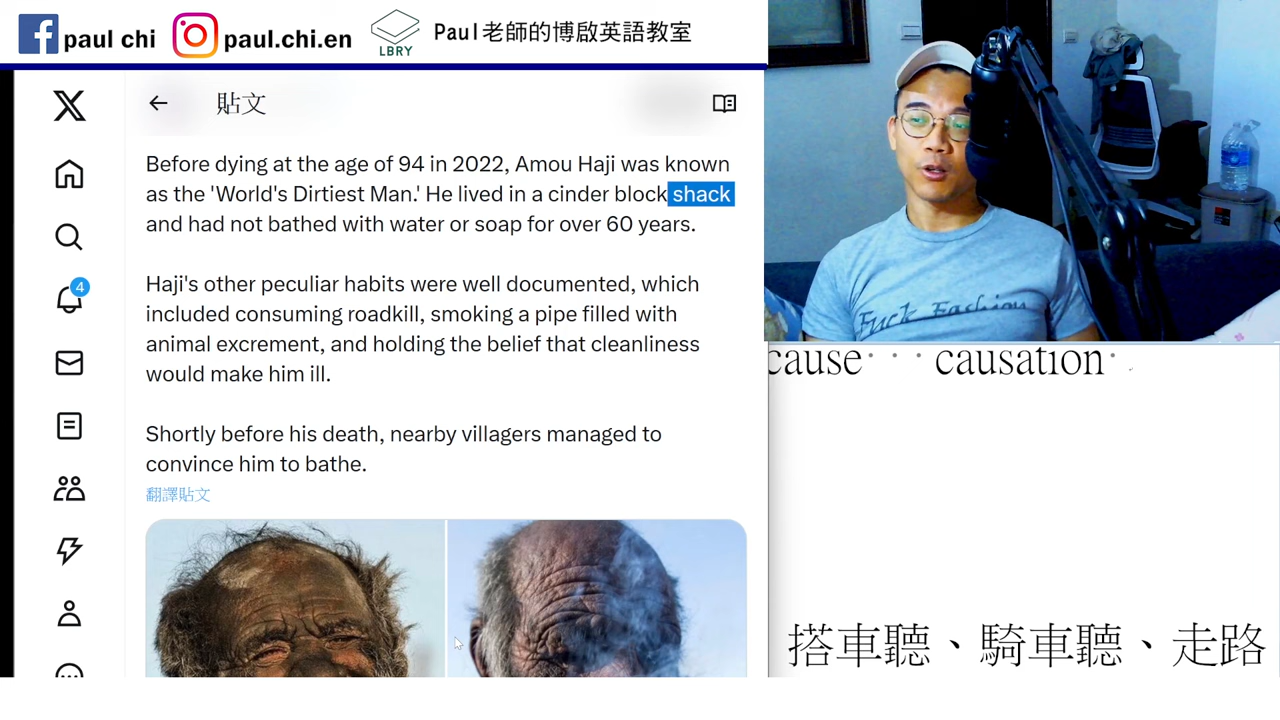 paul chi
paul.chi.en
LBRY
Paul老師的博啟英語教室
貼文
Before dying at the age of 94 in 2022, Amou Haji was known
as the 'World's Dirtiest Man.' He lived in a cinder block shack
and had not bathed with water or soap for over 60 years.
Haji's other peculiar habits were well documented, which
included consuming roadkill, smoking a pipe filled with
animal excrement, and holding the belief that cleanliness
would make him ill.
Shortly before his death, nearby villagers managed to
convince him to bathe.
翻譯貼文
4
Fuck Fashion
cause · · · causation ·
搭車聽、騎車聽、走路